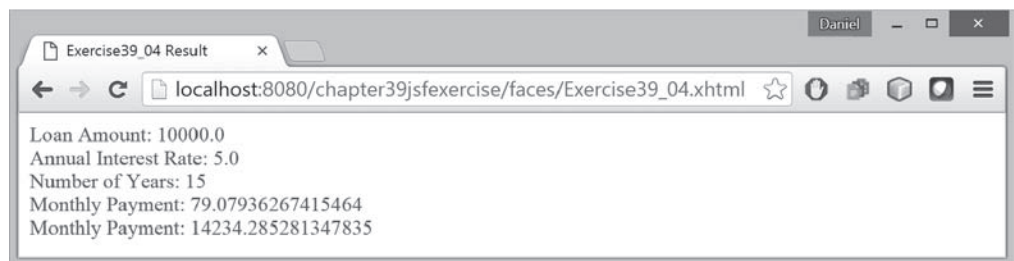 Daniel
Exercise39_04 Result
localhost:8080/chapter39jsfexercise/faces/Exercise39_04.xhtml
Loan Amount: 10000.0
Annual Interest Rate: 5.0
Number of Years: 15
Monthly Payment: 79.07936267415464
Monthly Payment: 14234.285281347835